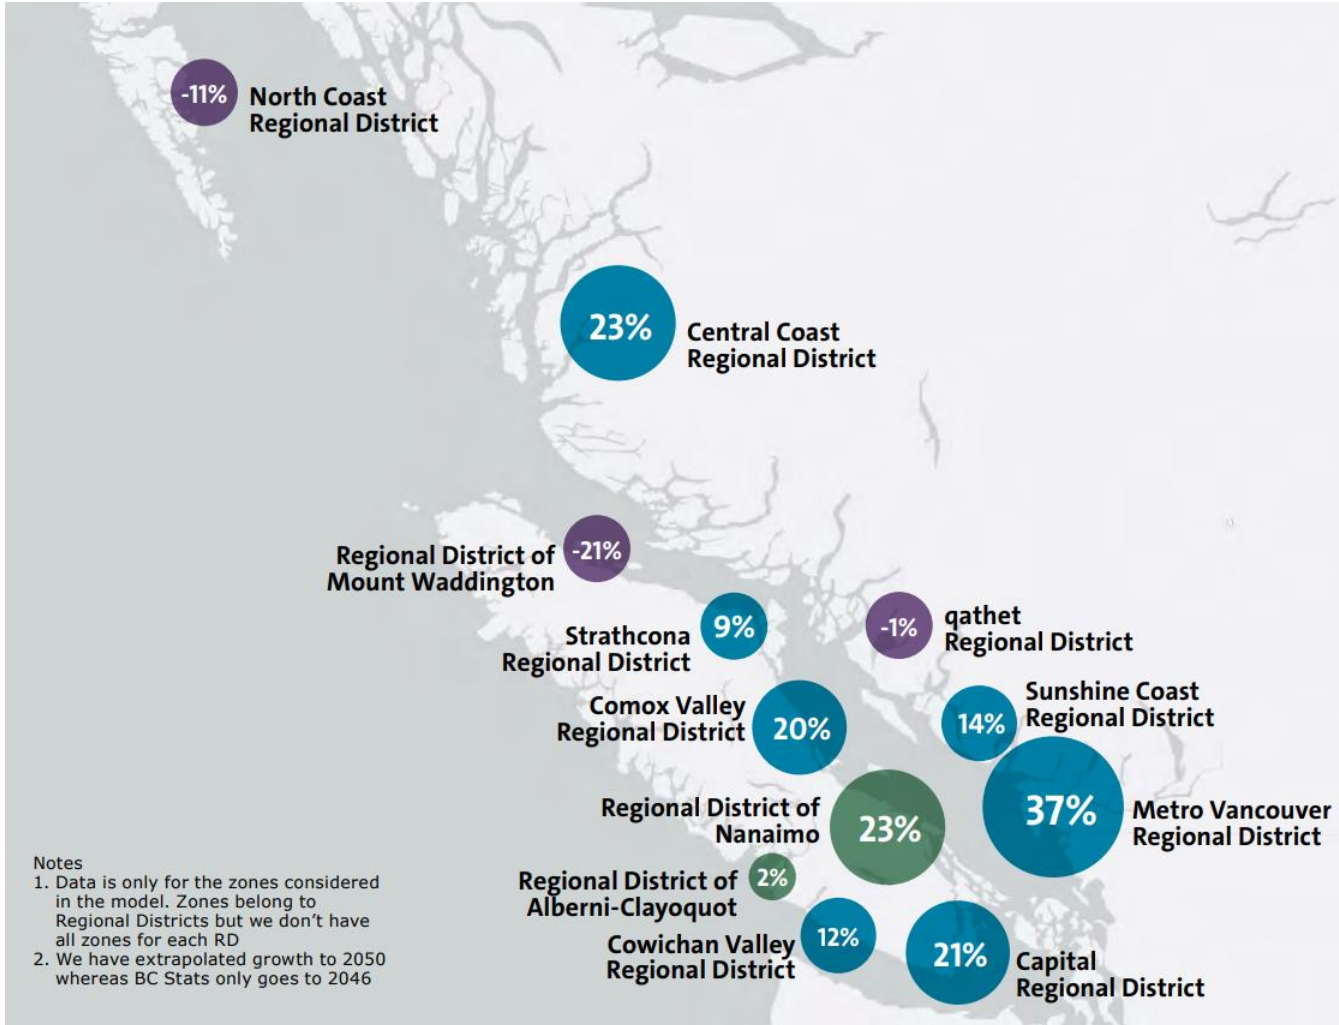 -11%
North Coast
Regional District
23%
Central Coast
Regional District
Regional District of
Mount Waddington
-21%
Strathcona
Regional District
9%
-1%
qathet
Regional District
Comox Valley
Regional District
20%
14%
Sunshine Coast
Regional District
Regional District of
Nanaimo
23%
37%
Metro Vancouver
Regional District
Regional District of
Alberni-Clayoquot
2%
Cowichan Valley
Regional District
12%
21%
Capital
Regional District
Notes
1. Data is only for the zones considered
in the model. Zones belong to
Regional Districts but we don’t have
all zones for each RD
2. We have extrapolated growth to 2050
whereas BC Stats only goes to 2046